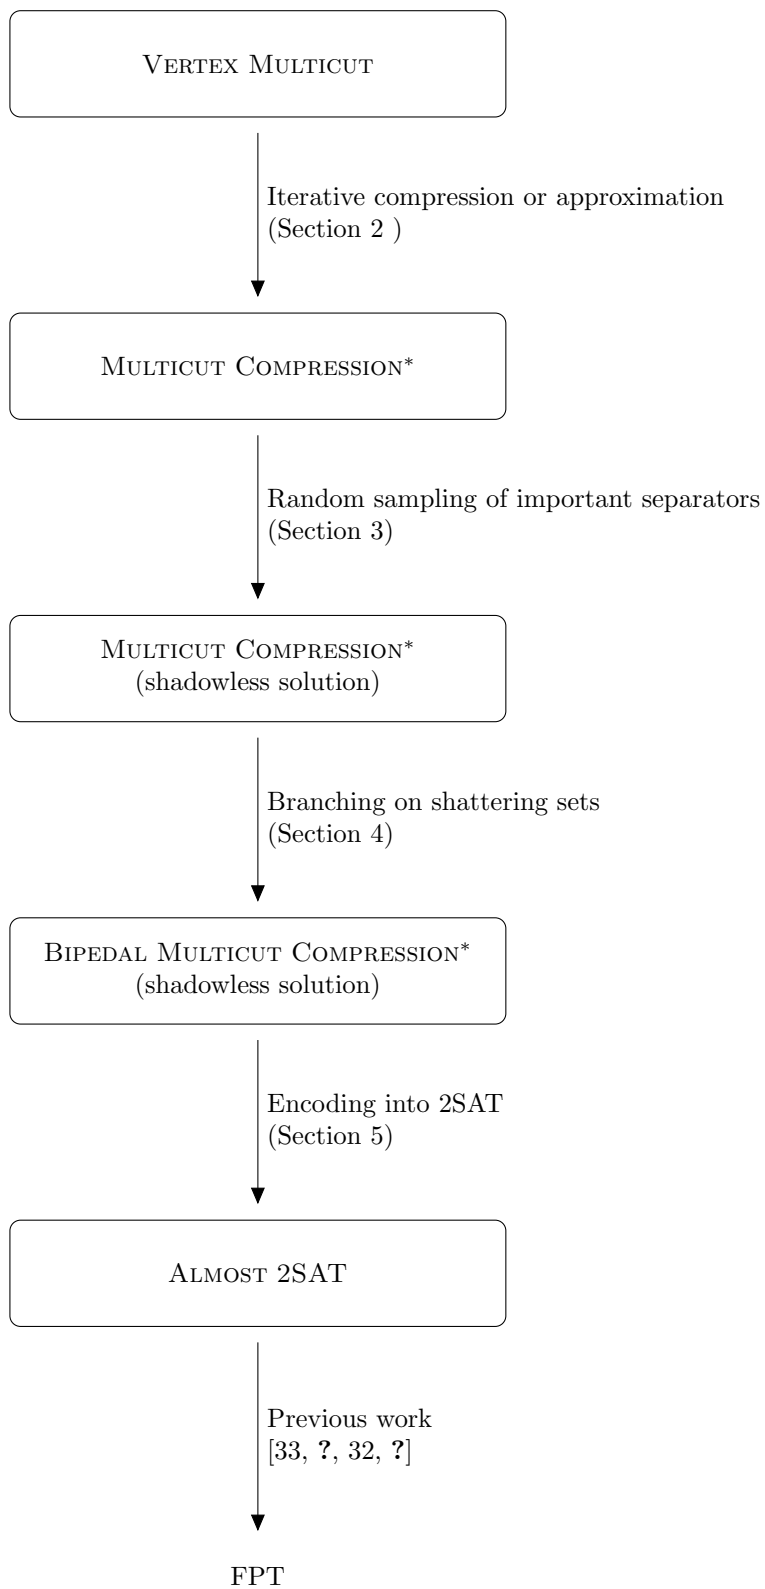 Vertex Multicut
Iterative compression or approximation
(Section 2 )
Multicut Compression*
Random sampling of important separators
(Section 3)
Multicut Compression*
(shadowless solution)
Branching on shattering sets
(Section 4)
Bipedal Multicut Compression*
(shadowless solution)
Encoding into 2SAT
(Section 5)
Almost 2SAT
Previous work
[33, ?, 32, ?]
FPT